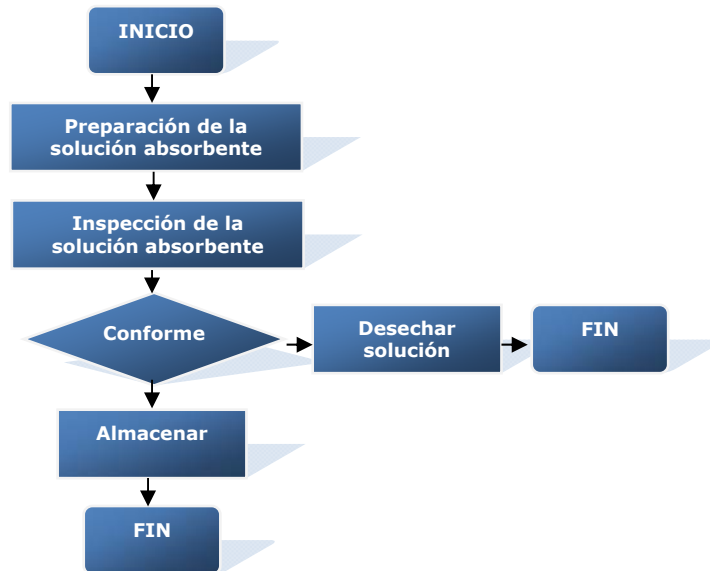 INICIO
Preparación de la
solución absorbente
Inspección de la
solución absorbente
Conforme
Desechar
solución
FIN
Almacenar
FIN